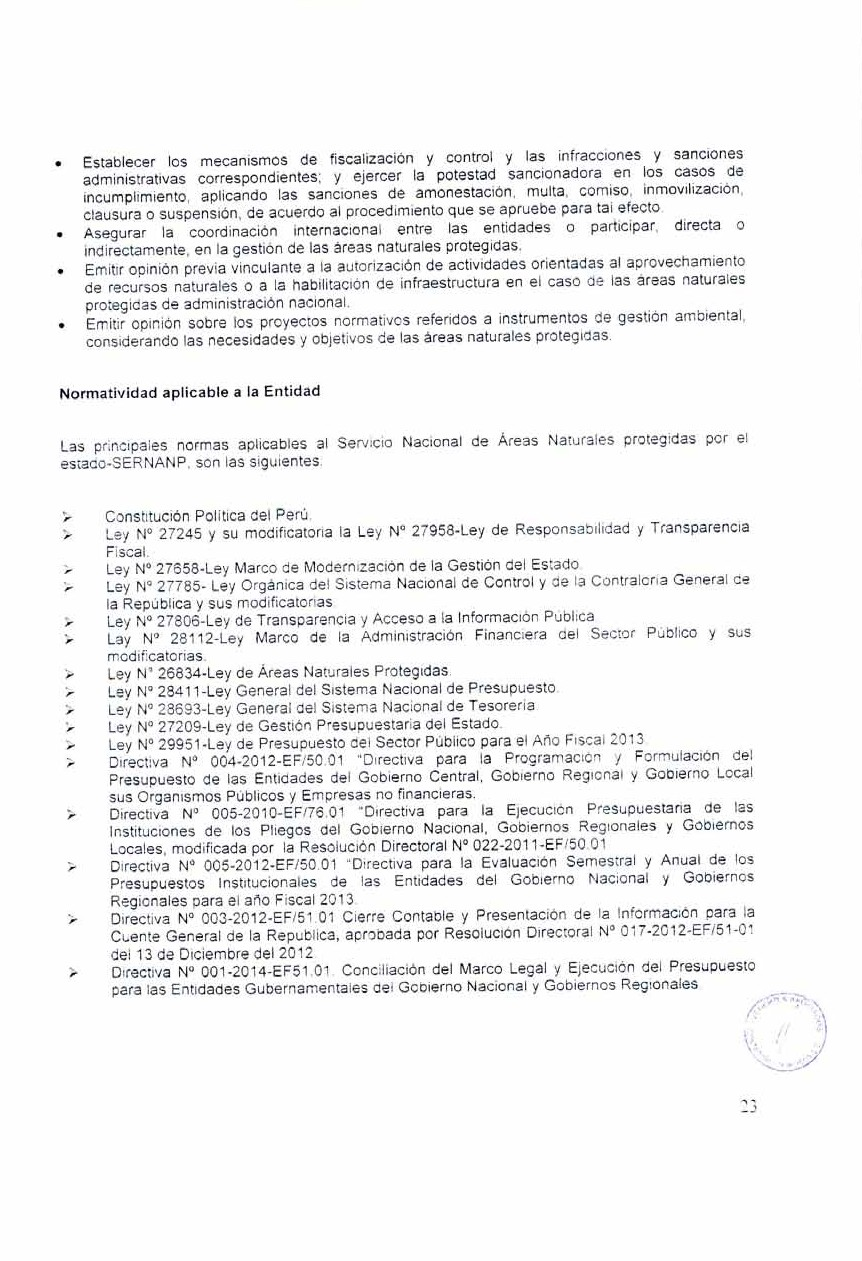 • Establecer los mecanismos de fiscalización y control y las infracciones y sanciones
administrativas correspondientes; y ejercer la potestad sancionadora en los casos de
incumplimiento, aplicando las sanciones de amonestación, multa, comiso, inmovilización,
clausura o suspensión, de acuerdo al procedimiento que se apruebe para tal efecto.
• Asegurar la coordinación internacional entre las entidades o participar, directa o
indirectamente, en la gestión de las áreas naturales protegidas.
• Emitir opinión previa vinculante a la autorización de actividades orientadas al aprovechamiento
de recursos naturales o a la habilitación de infraestructura en el caso de las áreas naturales
protegidas de administración nacional.
• Emitir opinión sobre los proyectos normativos referidos a instrumentos de gestión ambiental,
considerando las necesidades y objetivos de las áreas naturales protegidas.
Normatividad aplicable a la Entidad
Las principales normas aplicables al Servicio Nacional de Áreas Naturales protegidas por el
estado-SERNANP, son las siguientes:
➢ Constitución Política del Perú.
➢ Ley Nº 27245 y su modificatoria la Ley Nº 27958-Ley de Responsabilidad y Transparencia
Fiscal.
➢ Ley Nº 27658-Ley Marco de Modernización de la Gestión del Estado.
➢ Ley Nº 27785- Ley Orgánica del Sistema Nacional de Control y de la Contraloria General de
la República y sus modificatorias
➢ Ley Nº 27806-Ley de Transparencia y Acceso a la Información Pública
➢ Lay Nº 28112-Ley Marco de la Administración Financiera del Sector Público y sus
modificatorias.
➢ Ley Nº 26834-Ley de Áreas Naturales Protegidas.
➢ Ley Nº 28411-Ley General del Sistema Nacional de Presupuesto.
➢ Ley Nº 28693-Ley General del Sistema Nacional de Tesoreria
➢ Ley Nº 27209-Ley de Gestión Presupuestaria del Estado.
➢ Ley Nº 29951-Ley de Presupuesto del Sector Público para el Año Fiscal 2013.
➢ Directiva Nº 004-2012-EF/50.01 "Directiva para la Programación y Formulación del
Presupuesto de las Entidades del Gobierno Central, Gobierno Regional y Gobierno Local
sus Organismos Públicos y Empresas no financieras.
➢ Directiva Nº 005-2010-EF/76.01 "Directiva para la Ejecución Presupuestaria de las
Instituciones de los Pliegos del Gobierno Nacional, Gobiernos Regionales y Gobiernos
Locales, modificada por la Resolución Directoral Nº 022-2011-EF/50.01
➢ Directiva Nº 005-2012-EF/50.01 "Directiva para la Evaluación Semestral y Anual de los
Presupuestos Institucionales de las Entidades del Gobierno Nacional y Gobiernos
Regionales para el año Fiscal 2013.
➢ Directiva Nº 003-2012-EF/51.01 Cierre Contable y Presentación de la Información para la
Cuente General de la Republica, aprobada por Resolución Directoral Nº 017-2012-EF/51-01
del 13 de Diciembre del 2012.
➢ Directiva Nº 001-2014-EF51.01. Conciliación del Marco Legal y Ejecución del Presupuesto
para las Entidades Gubernamentales del Gobierno Nacional y Gobiernos Regionales
23